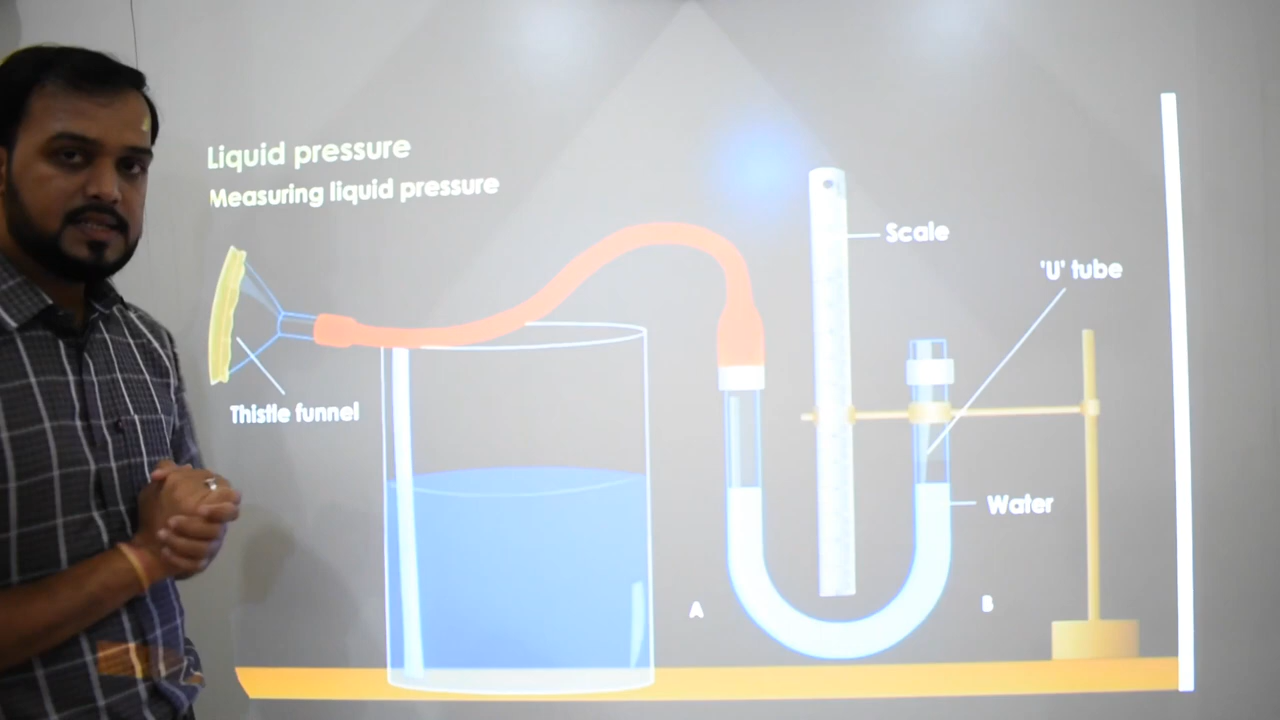 Liquid pressure
Measuring liquid pressure
Scale
'U' tube
Thistle funnel
Water
A
B